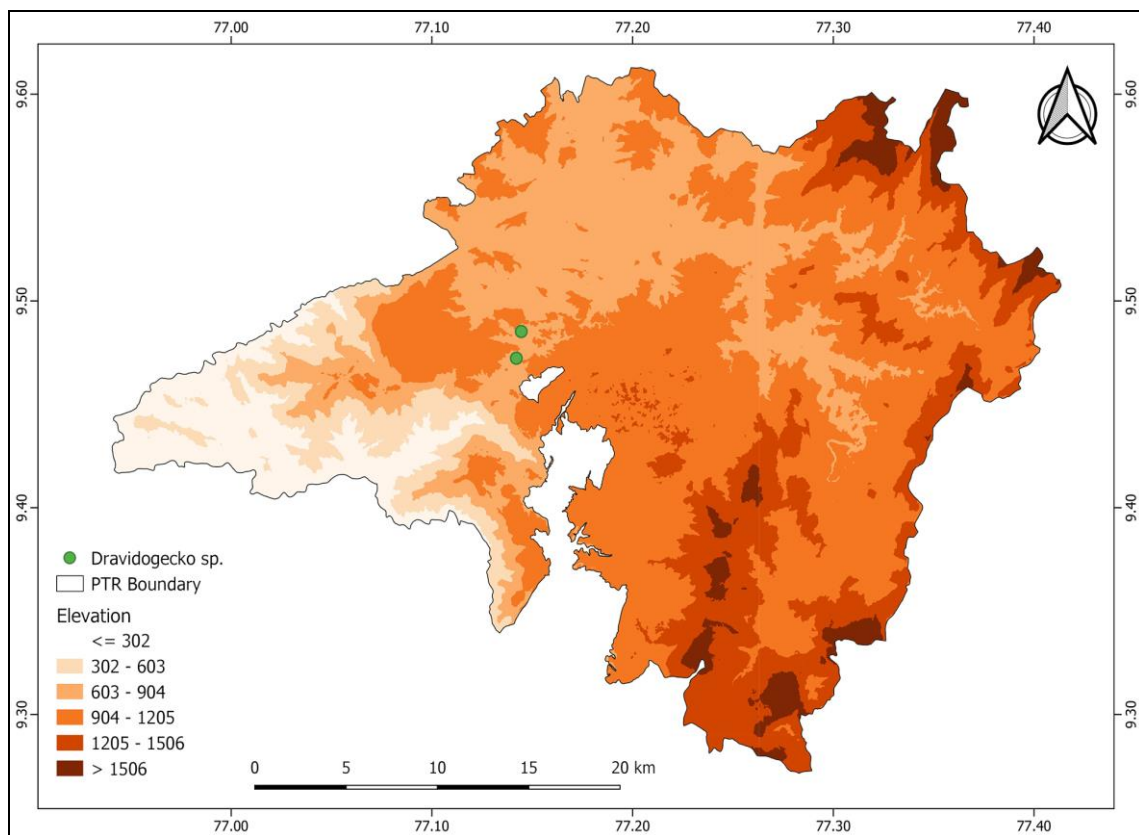 77.00 77.10 77.20 77.30 77.40
9.60 9.60
9.50 9.50
9.40 9.40
9.30 9.30
Dravidogecko sp.
PTR Boundary
Elevation
<= 302
302 - 603
603 - 904
904 - 1205
1205 - 1506
> 1506
0 5 10 15 20 km
77.00 77.10 77.20 77.30 77.40